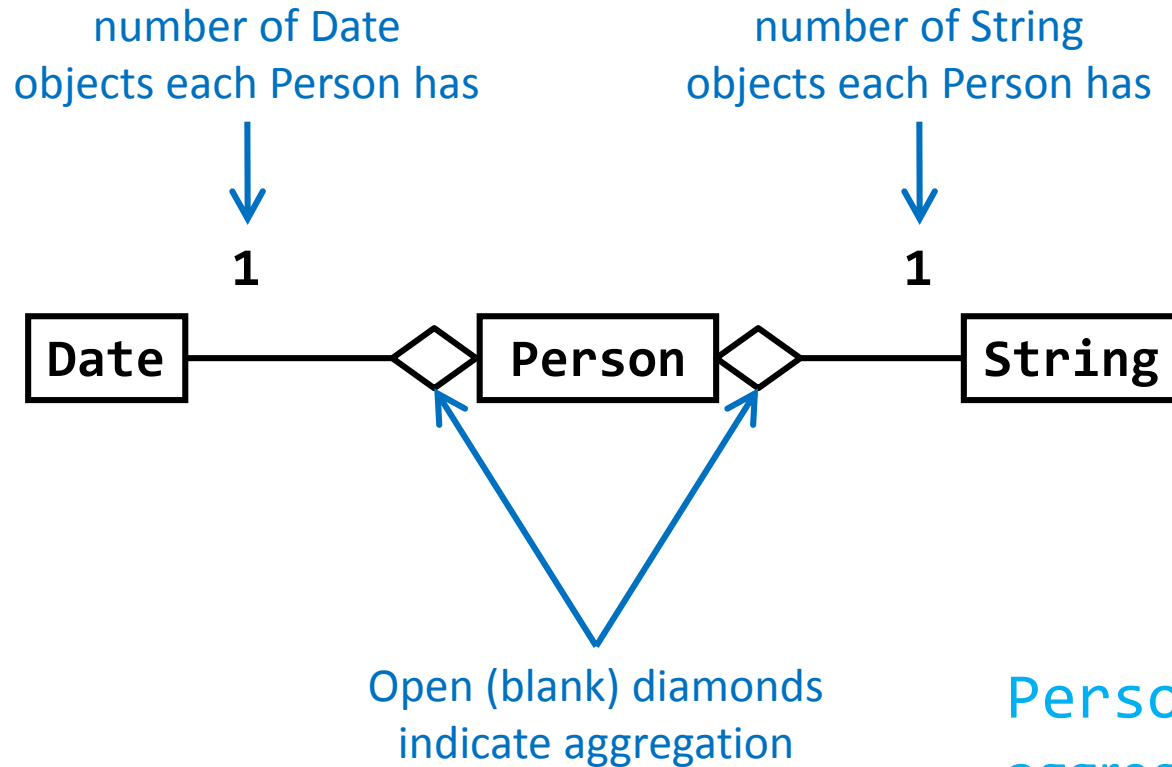 number of Date
objects each Person has
number of String
objects each Person has
1
1
Date
Person
String
Open (blank) diamonds
indicate aggregation